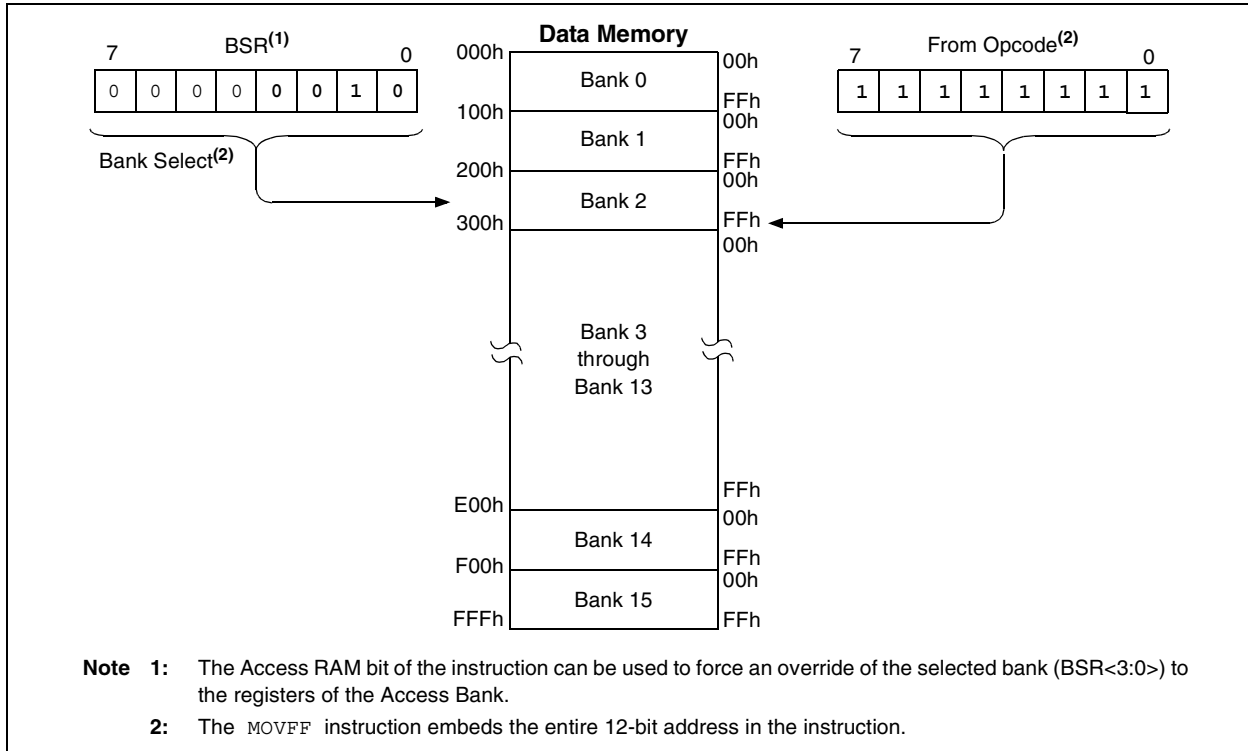 Data Memory
7 BSR(1) 0
0 0 0 0 0 0 1 0
Bank Select(2)
7 From Opcode(2) 0
1 1 1 1 1 1 1 1
000h Bank 0 00h
FFh
100h Bank 1 00h
FFh
200h Bank 2 00h
FFh
300h 00h
Bank 3
through
Bank 13
FFh
E00h Bank 14 00h
FFh
F00h Bank 15 00h
FFFh FFh
Note 1: The Access RAM bit of the instruction can be used to force an override of the selected bank (BSR<3:0>) to
the registers of the Access Bank.
2: The MOVFF instruction embeds the entire 12-bit address in the instruction.